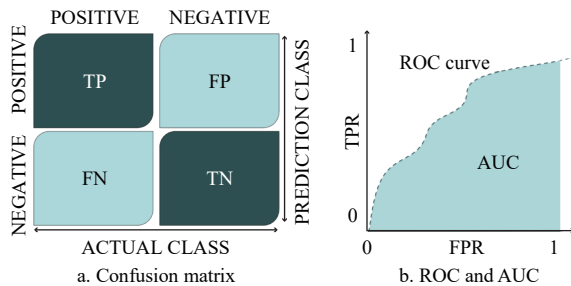 POSITIVE NEGATIVE
POSITIVE
TP FP
NEGATIVE
FN TN
PREDICTION CLASS
ACTUAL CLASS
a. Confusion matrix
1
ROC curve
TPR
AUC
0
0 FPR 1
b. ROC and AUC